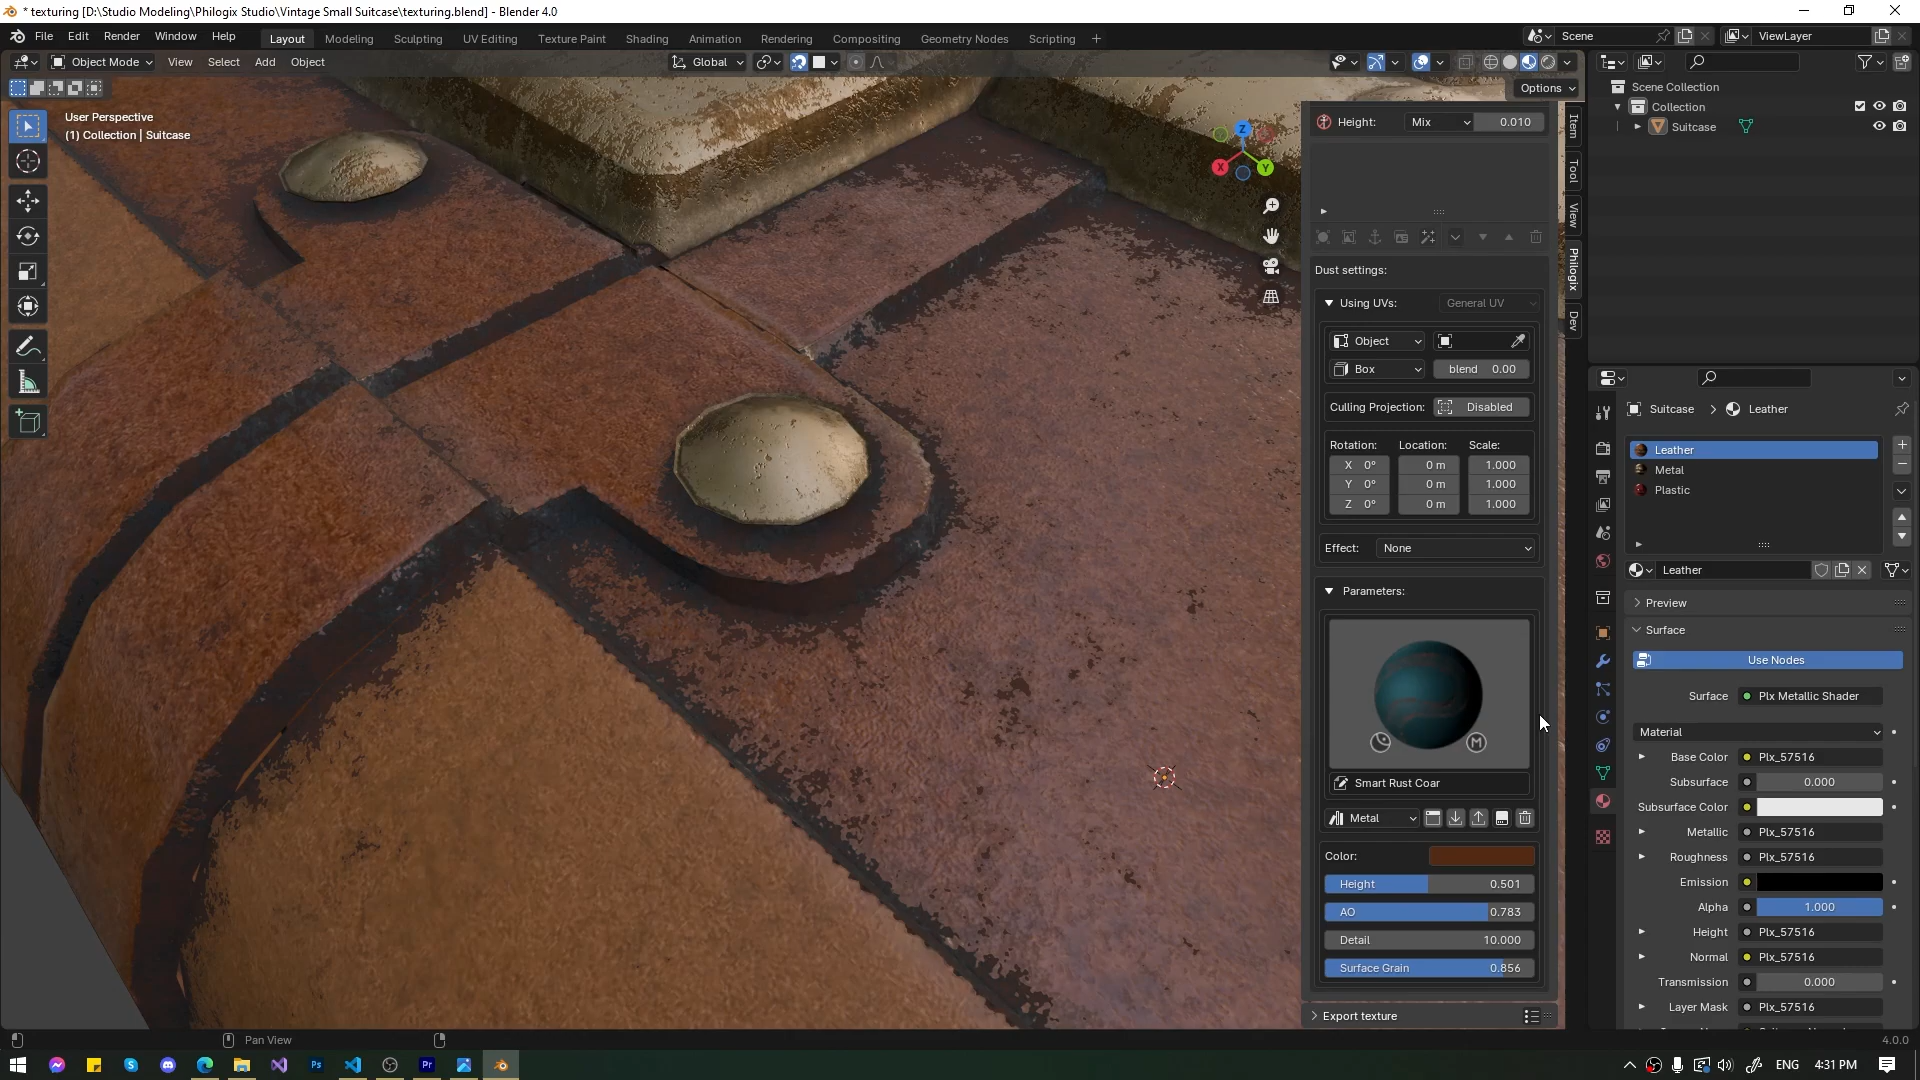 * texturing [D:\Studio Modeling\Philogix Studio\Vintage Small Suitcase\texturing.blend] - Blender 4.0
File Edit Render Window Help Layout Modeling Sculpting UV Editing Texture Paint Shading Animation Rendering Compositing Geometry Nodes Scripting + Scene ViewLayer
Object Mode View Select Add Object Global
Options
User Perspective
(1) Collection | Suitcase
Z
X
Y
Height: Mix 0.010
Dust settings:
Using UVs: General UV
Object
Box blend 0.00
Culling Projection: Disabled
Rotation: Location: Scale:
X 0° 0 m 1.000
Y 0° 0 m 1.000
Z 0° 0 m 1.000
Effect: None
Parameters:
M
Smart Rust Coar
Metal
Color:
Height 0.501
AO 0.783
Detail 10.000
Surface Grain 0.856
Export texture
Item
Tool
View
Philogix
Dev
Scene Collection
Collection
Suitcase
Suitcase > Leather
Leather
Metal
Plastic
Leather
Preview
Surface
Use Nodes
Surface Plx Metallic Shader
Material
Base Color Plx_57516
Subsurface 0.000
Subsurface Color
Metallic Plx_57516
Roughness Plx_57516
Emission
Alpha 1.000
Height Plx_57516
Normal Plx_57516
Transmission 0.000
Layer Mask Plx_57516
Pan View
4.0.0
Ps Pr ENG 4:31 PM